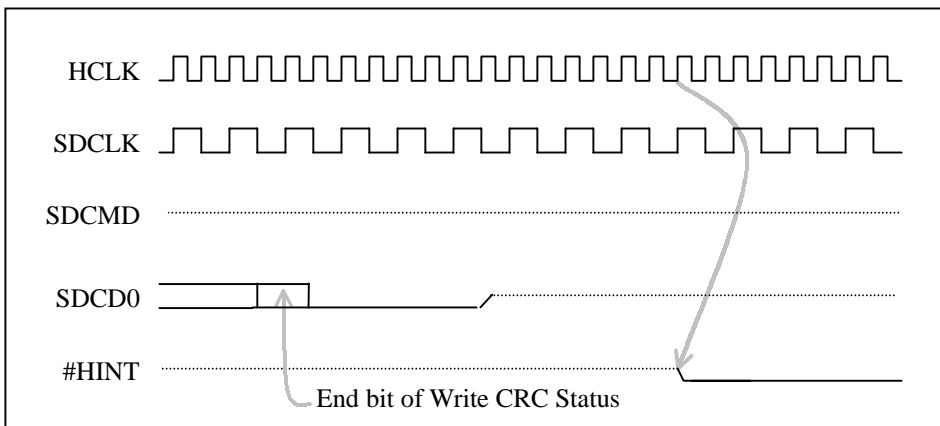 HCLK
SDCLK
SDCMD
SDCD0
#HINT
End bit of Write CRC Status